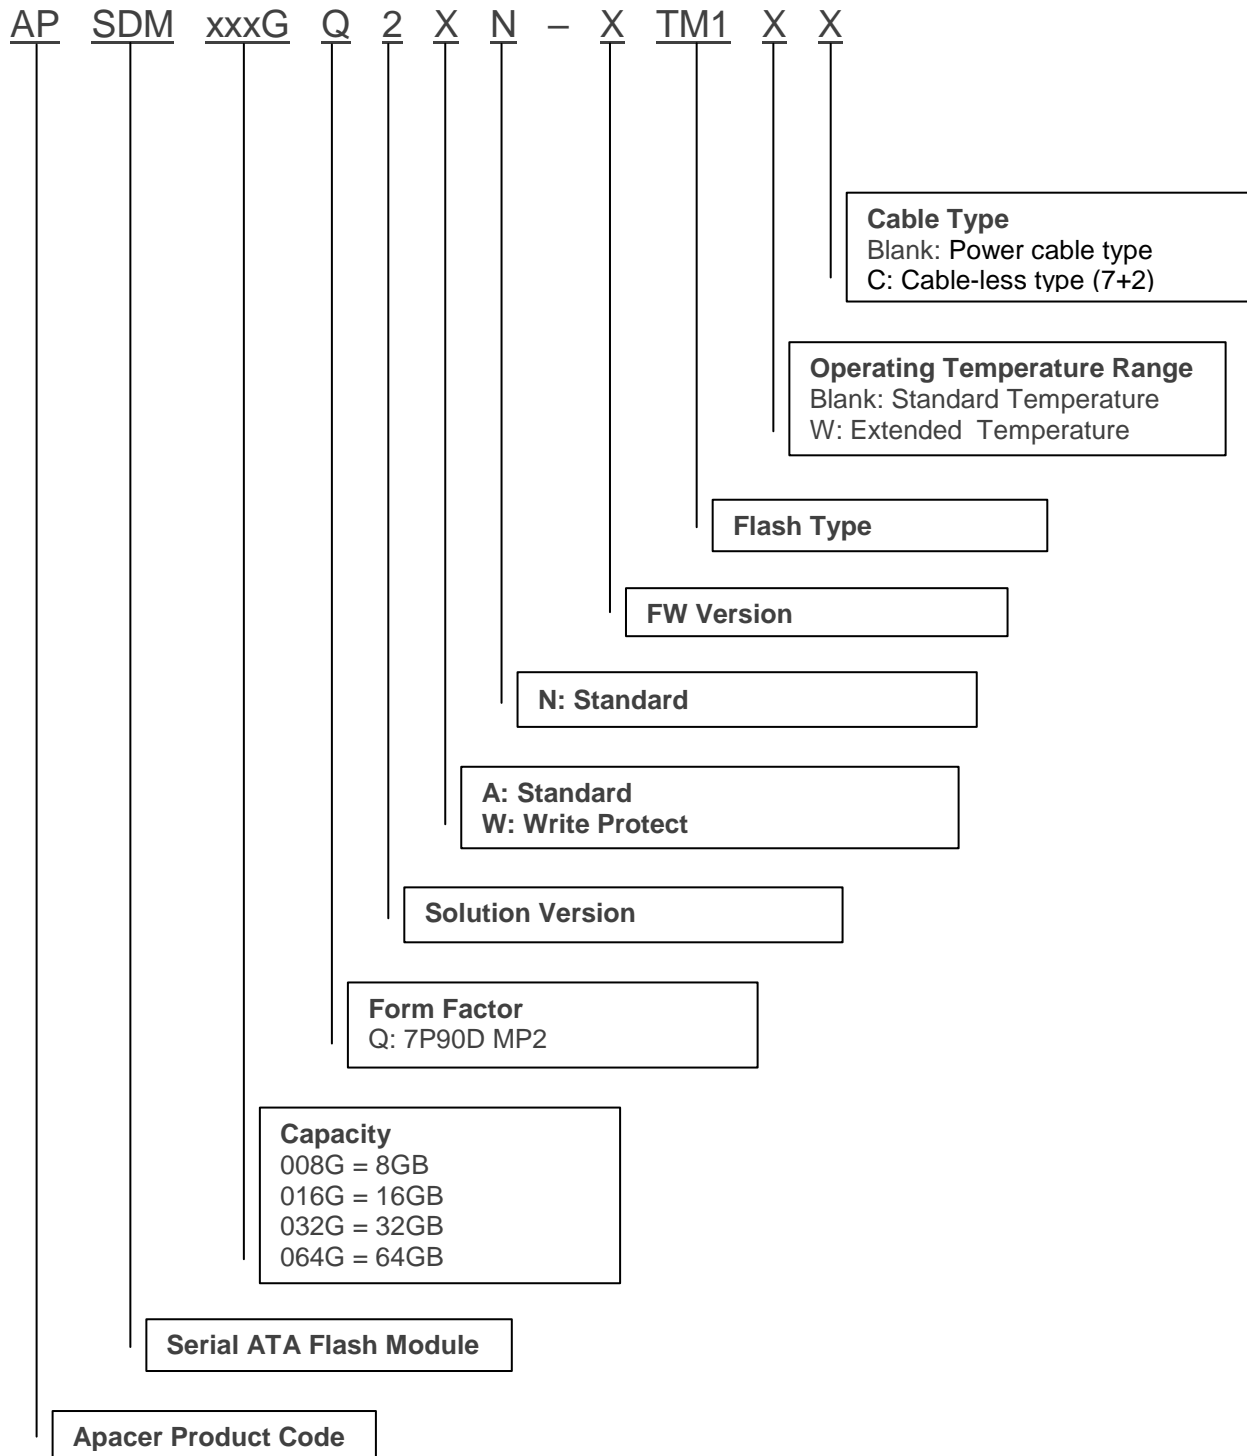 AP SDM xxxG Q 2 X N – X TM1 X X
Cable Type
Blank: Power cable type
C: Cable-less type (7+2)
Operating Temperature Range
Blank: Standard Temperature
W: Extended Temperature
Flash Type
FW Version
N: Standard
A: Standard
W: Write Protect
Solution Version
Form Factor
Q: 7P90D MP2
Capacity
008G = 8GB
016G = 16GB
032G = 32GB
064G = 64GB
Serial ATA Flash Module
Apacer Product Code